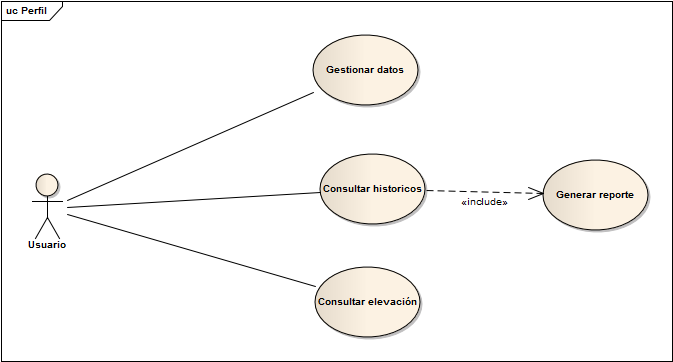 uc Perfil
Gestionar datos
Consultar historicos
«include»
Generar reporte
Usuario
Consultar elevación